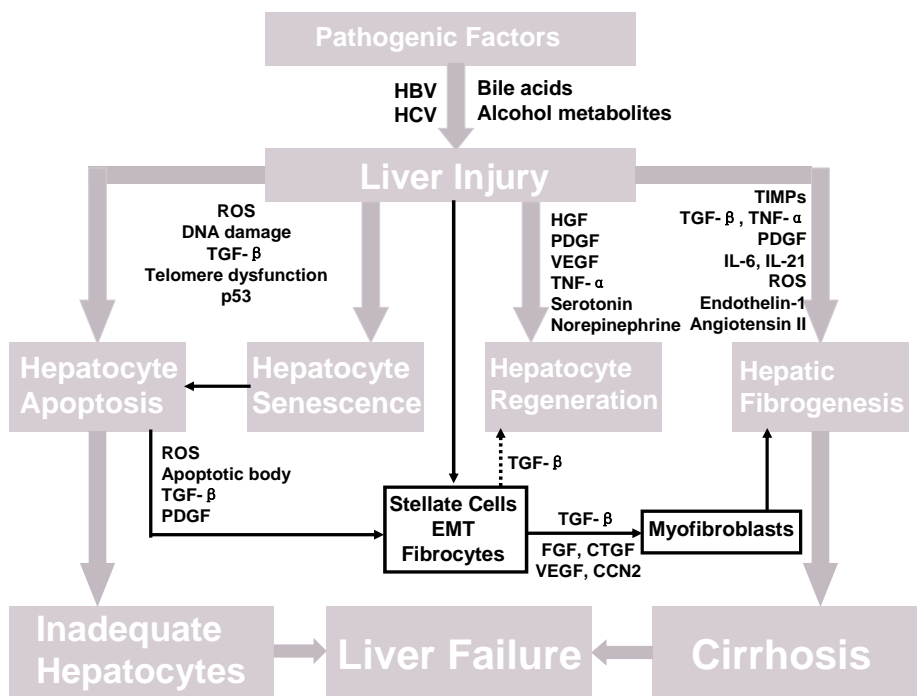 Pathogenic Factors
HBV
HCV
Bile acids
Alcohol metabolites
Liver Injury
ROS
DNA damage
TGF- β
Telomere dysfunction
p53
HGF
PDGF
VEGF
TNF- α
Serotonin
Norepinephrine
TIMPs
TGF- β , TNF- α
PDGF
IL-6, IL-21
ROS
Endothelin-1
Angiotensin II
Hepatocyte
Apoptosis
Hepatocyte
Senescence
Hepatocyte
Regeneration
Hepatic
Fibrogenesis
ROS
Apoptotic body
TGF- β
PDGF
TGF- β
Stellate Cells
EMT
Fibrocytes
TGF- β
FGF, CTGF
VEGF, CCN2
Myofibroblasts
Inadequate
Hepatocytes
Liver Failure
Cirrhosis